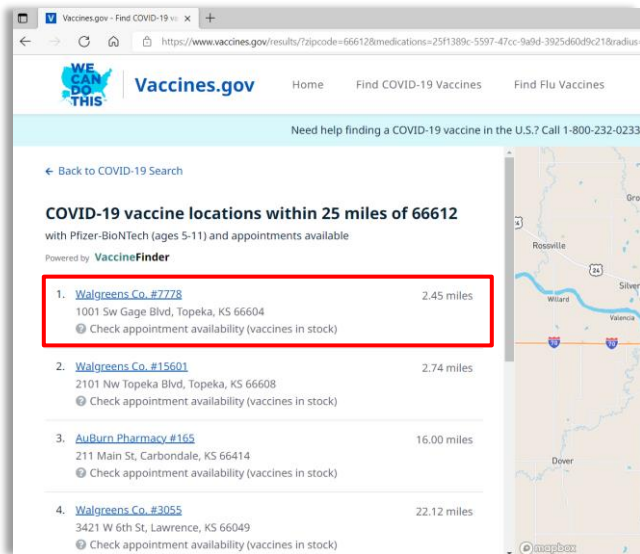 Vaccines.gov - Find COVID-19 va
https://www.vaccines.gov/results/?zipcode=66612&medications=25f1389c-5597-47cc-9a9d-3925d60d9c21&radius=
WE
CAN
DO
THIS
Vaccines.gov
Home Find COVID-19 Vaccines Find Flu Vaccines
Need help finding a COVID-19 vaccine in the U.S.? Call 1-800-232-0233
← Back to COVID-19 Search
COVID-19 vaccine locations within 25 miles of 66612
with Pfizer-BioNTech (ages 5-11) and appointments available
Powered by VaccineFinder
1. Walgreens Co. #7778 2.45 miles
1001 Sw Gage Blvd, Topeka, KS 66604
Check appointment availability (vaccines in stock)
2. Walgreens Co. #15601 2.74 miles
2101 Nw Topeka Blvd, Topeka, KS 66608
Check appointment availability (vaccines in stock)
3. AuBurn Pharmacy #165 16.00 miles
211 Main St, Carbondale, KS 66414
Check appointment availability (vaccines in stock)
4. Walgreens Co. #3055 22.12 miles
3421 W 6th St, Lawrence, KS 66049
Check appointment availability (vaccines in stock)
Gro
Rossville
24
Silver
Willard
Valencia
70 70
Dover
mapbox